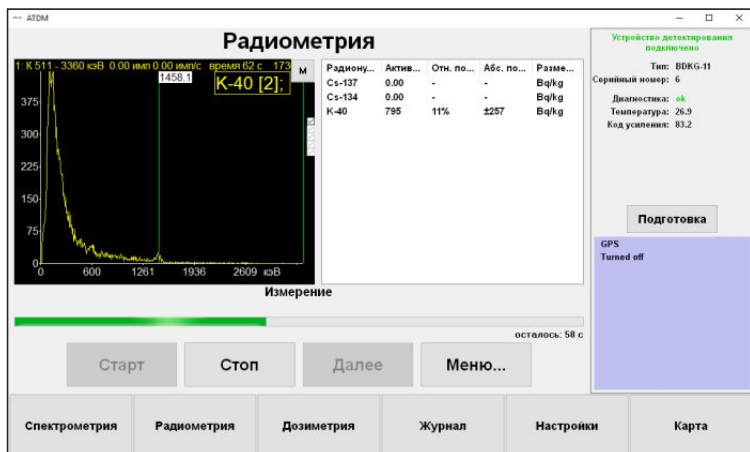 ATDM
Радиометрия
1: К 511 - 3360 кэВ 0.00 имп 0.00 имп/с время 62 с 173
1458.1
К-40 [2];
м
375
300
225
150
75
0
0 600 1261 1936 2609 кэВ
Радиону... Актив... Отн. по... Абс. по... Разме...
Cs-137 0.00 - - Bq/kg
Cs-134 0.00 - - Bq/kg
K-40 795 11% ±257 Bq/kg
Измерение
осталось: 58 с
Старт Стоп Далее Меню...
Устройство детектирования
подключено
Тип: BDKG-11
Серийный номер: 6
Диагностика: ok
Температура: 26.9
Код усиления: 83.2
Подготовка
GPS
Turned off
Спектрометрия Радиометрия Дозиметрия Журнал Настройки Карта